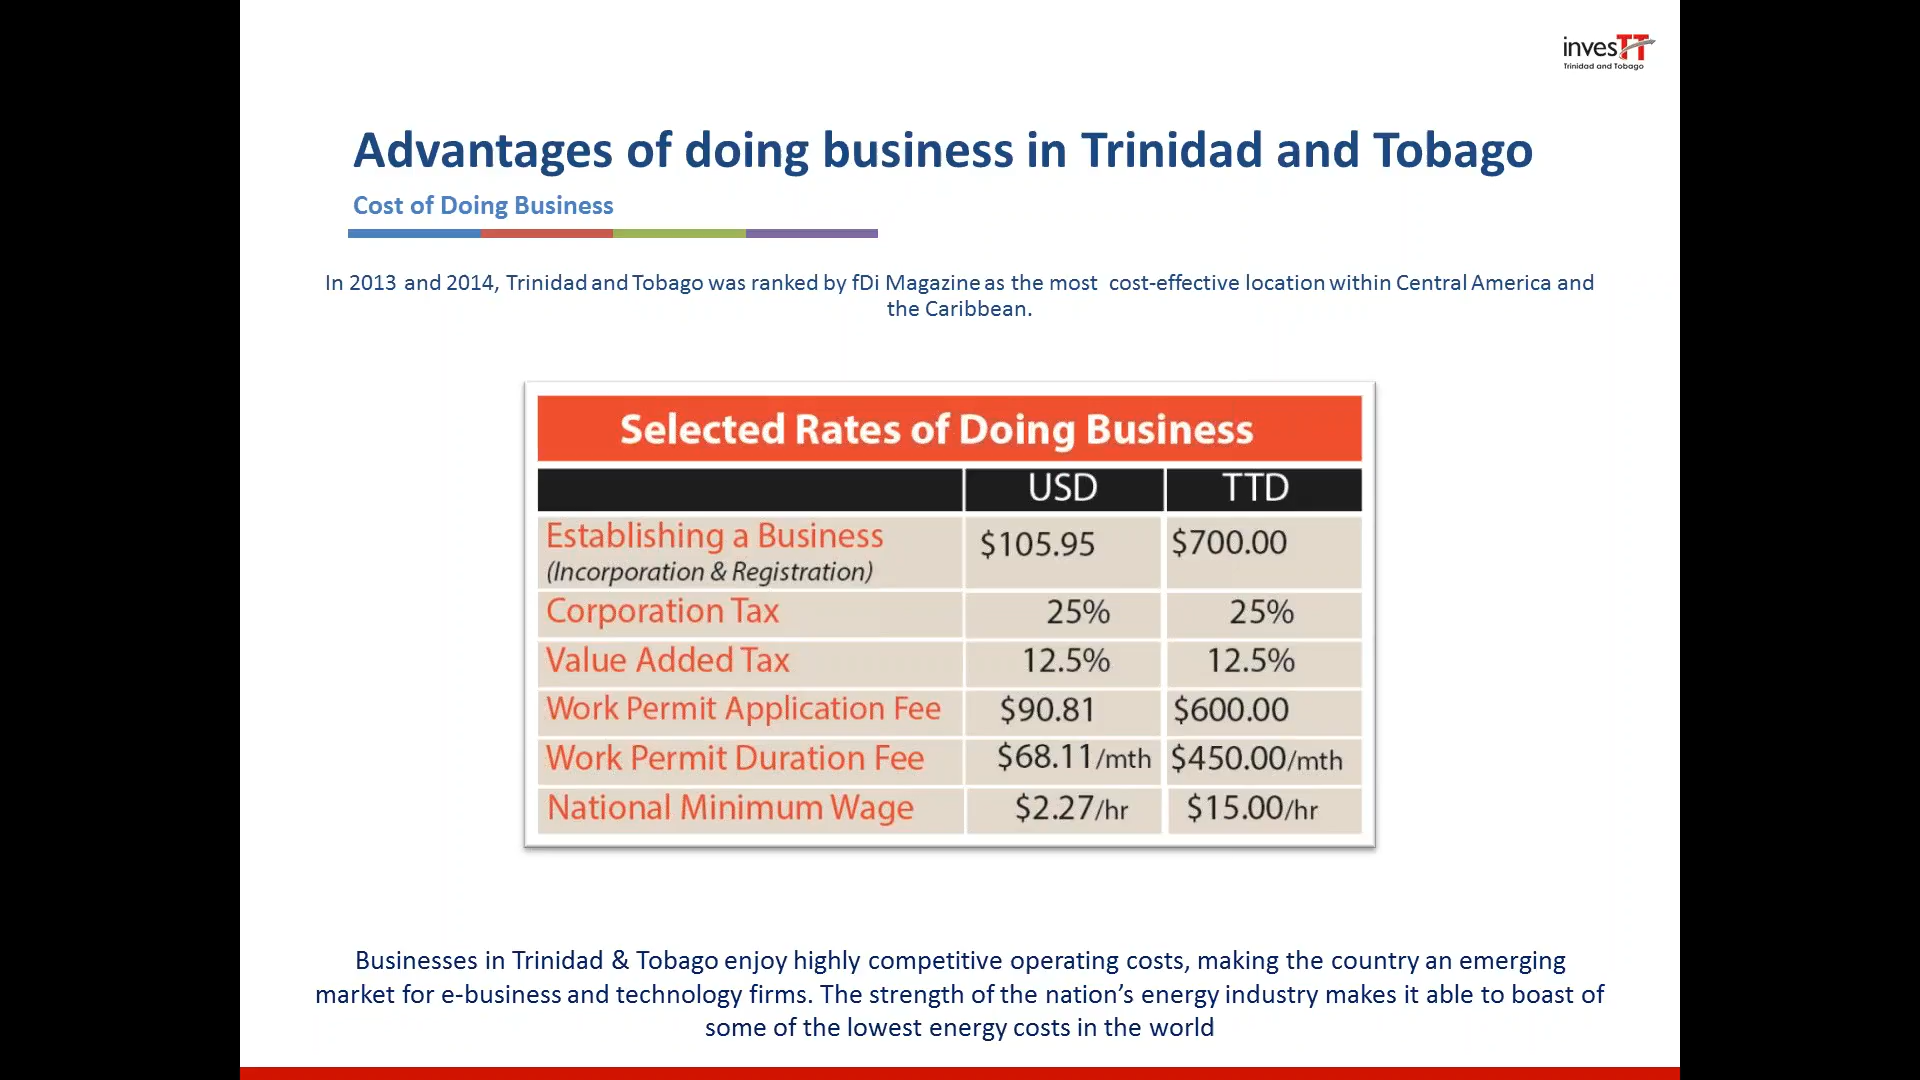 invesTT
Trinidad and Tobago
Advantages of doing business in Trinidad and Tobago
Cost of Doing Business
In 2013 and 2014, Trinidad and Tobago was ranked by fDi Magazine as the most cost-effective location within Central America and
the Caribbean.
Selected Rates of Doing Business
USD TTD
Establishing a Business $105.95 $700.00
(Incorporation & Registration)
Corporation Tax 25% 25%
Value Added Tax 12.5% 12.5%
Work Permit Application Fee $90.81 $600.00
Work Permit Duration Fee $68.11/mth $450.00/mth
National Minimum Wage $2.27/hr $15.00/hr
Businesses in Trinidad & Tobago enjoy highly competitive operating costs, making the country an emerging
market for e-business and technology firms. The strength of the nation’s energy industry makes it able to boast of
some of the lowest energy costs in the world